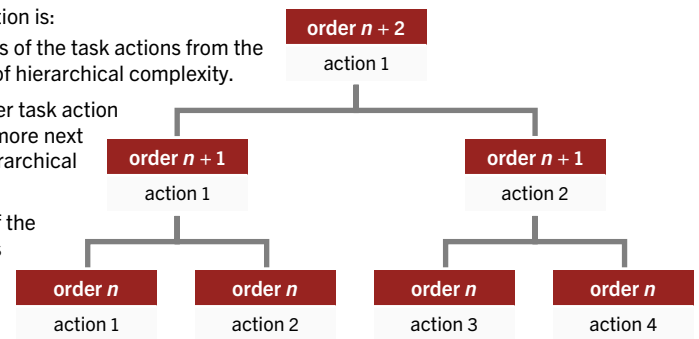 tion is:
s of the task actions from the
of hierarchical complexity.
er task action
more next
rarchical
f the
s
order n + 2
action 1
order n + 1
action 1
order n + 1
action 2
order n
action 1
order n
action 2
order n
action 3
order n
action 4